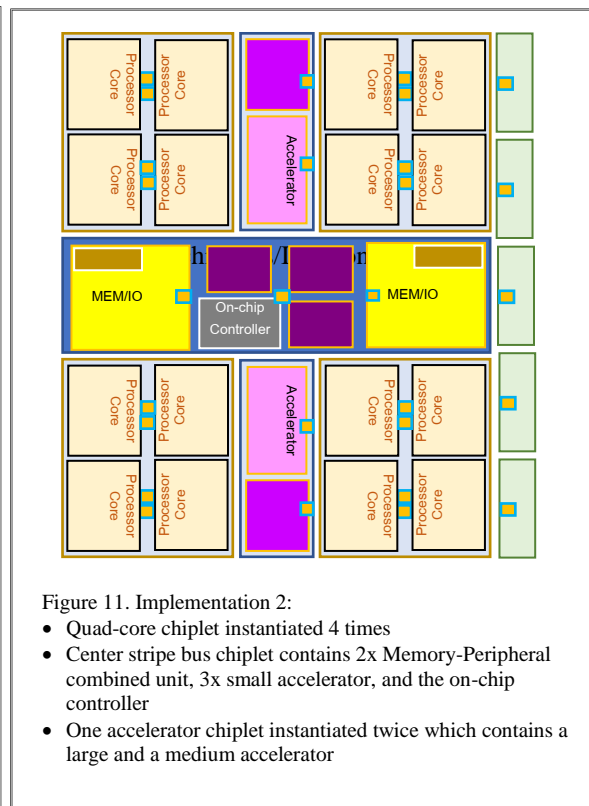 Processor
Core
Processor
Core
Processor
Core
Processor
Core
Processor
Core
Processor
Core
Processor
Core
Processor
Core
Accelerator
MEM/IO
On-chip
Controller
MEM/IO
Processor
Core
Processor
Core
Processor
Core
Processor
Core
Processor
Core
Processor
Core
Processor
Core
Processor
Core
Accelerator
Figure 11. Implementation 2:
• Quad-core chiplet instantiated 4 times
• Center stripe bus chiplet contains 2x Memory-Peripheral
combined unit, 3x small accelerator, and the on-chip
controller
• One accelerator chiplet instantiated twice which contains a
large and a medium accelerator